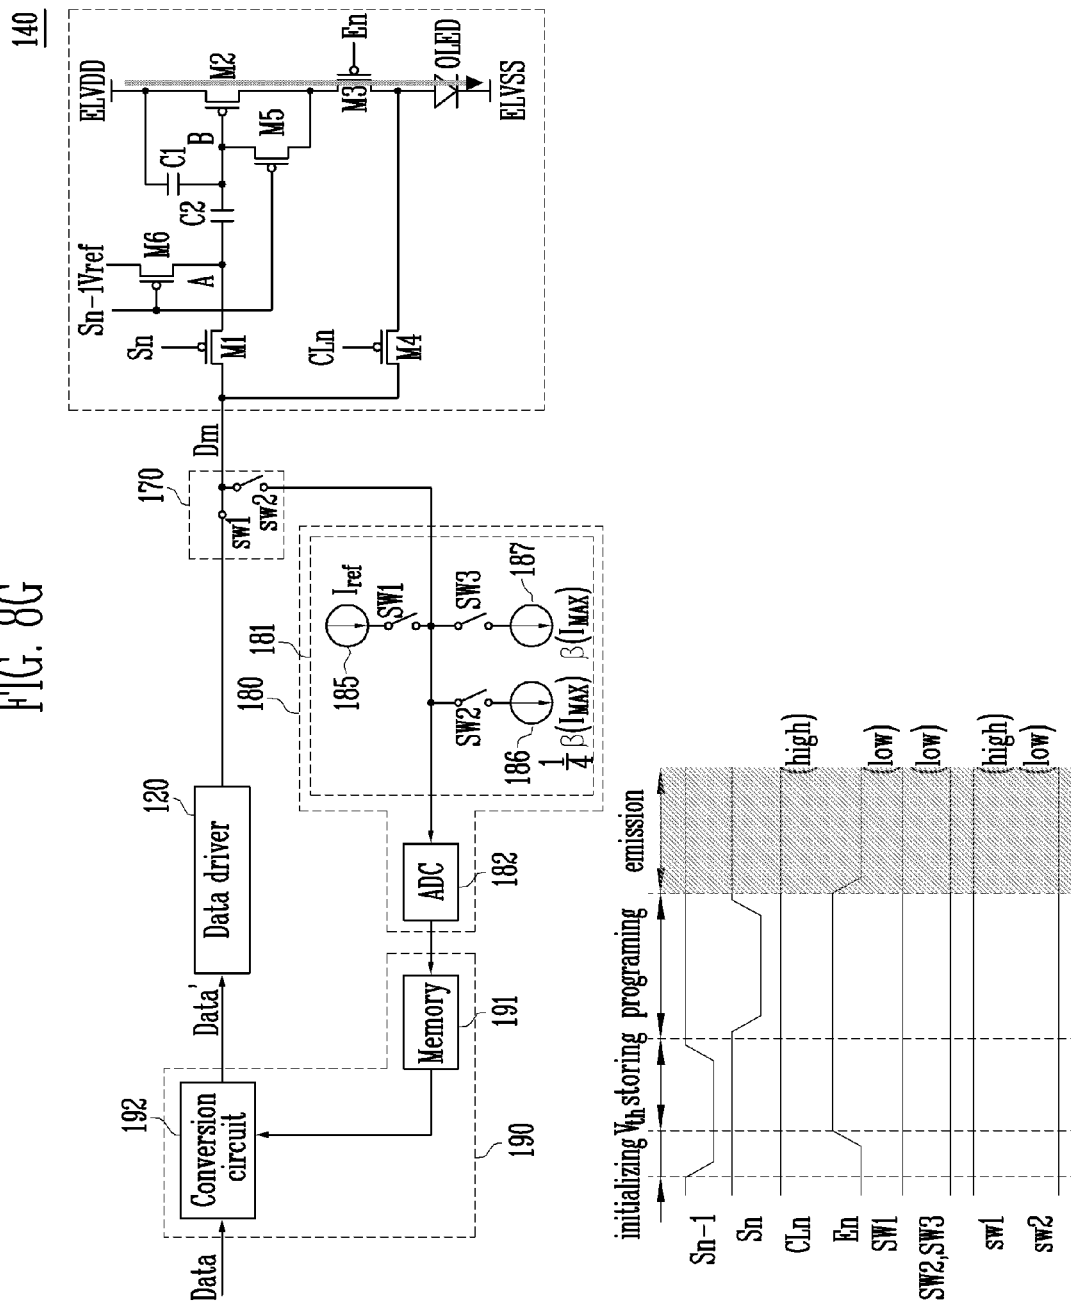 FIG. 8G
140
ELVDD
M2
C1
B
M5
C2
M6
A
Sn-1
Vref
Sn
M1
En
M3
OLED
ELVSS
CLn
M4
Dm
170
sw1
sw2
180
181
Iref
185
SW1
SW3
187
β(IMAX)
SW2
186
1/4 β(IMAX)
120
Data driver
ADC
182
Data'
Memory
191
192
Conversion
circuit
190
Data
initializing
Vth storing
programing
emission
Sn-1
Sn
CLn
(high)
En
SW1
(low)
SW2,SW3
(low)
sw1
(high)
sw2
(low)